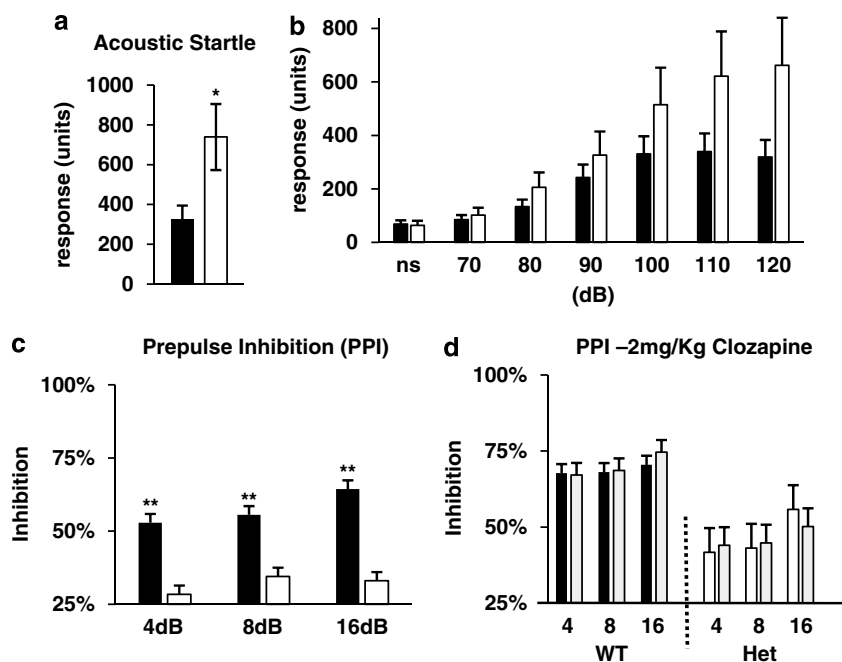 a
Acoustic Startle
response (units)
1000
800
600
400
200
0
*
b
response (units)
800
600
400
200
0
ns 70 80 90 100 110 120
(dB)
c
Prepulse Inhibition (PPI)
Inhibition
100%
75%
50%
25%
** ** **
4dB 8dB 16dB
d
PPI –2mg/Kg Clozapine
Inhibition
100%
75%
50%
25%
4 8 16 4 8 16
WT Het